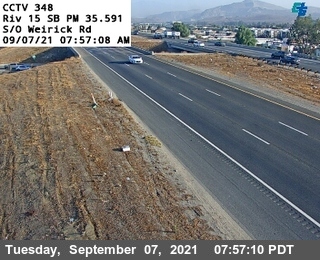 CCTV 348
Riv 15 SB PM 35.591
S/O Weirick Rd
09/07/21 07:57:08 AM
Tuesday, September 07, 2021 07:57:10 PDT